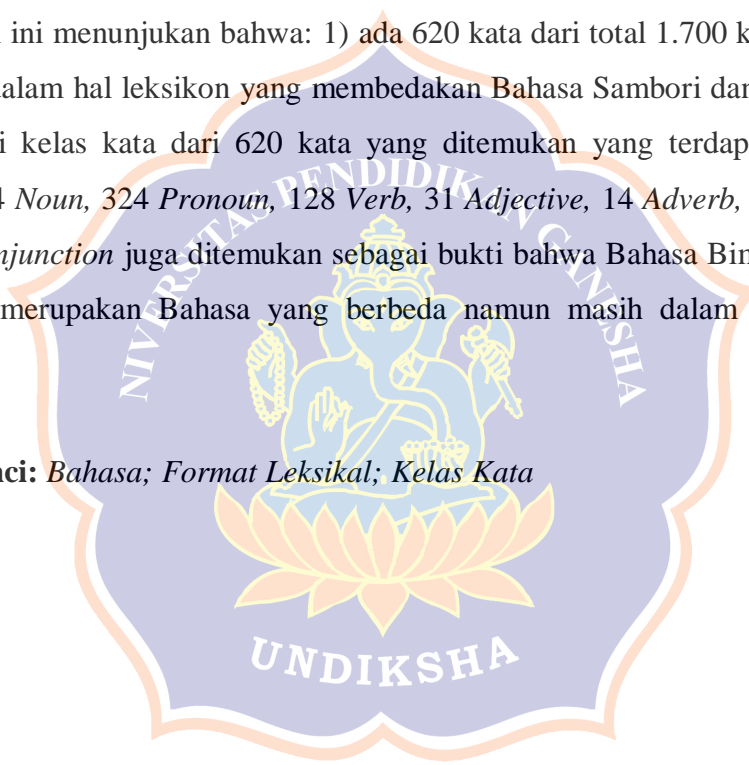 ini menunjukan bahwa: 1) ada 620 kata dari total 1.700 k
dalam hal leksikon yang membedakan Bahasa Sambori dan
i kelas kata dari 620 kata yang ditemukan yang terdap
4 Noun, 324 Pronoun, 128 Verb, 31 Adjective, 14 Adverb,
njunction juga ditemukan sebagai bukti bahwa Bahasa Bim
merupakan Bahasa yang berbeda namun masih dalam
nci: Bahasa; Format Leksikal; Kelas Kata
UNIVERSITAS PENDIDIKAN GANESHA
UNDIKSHA